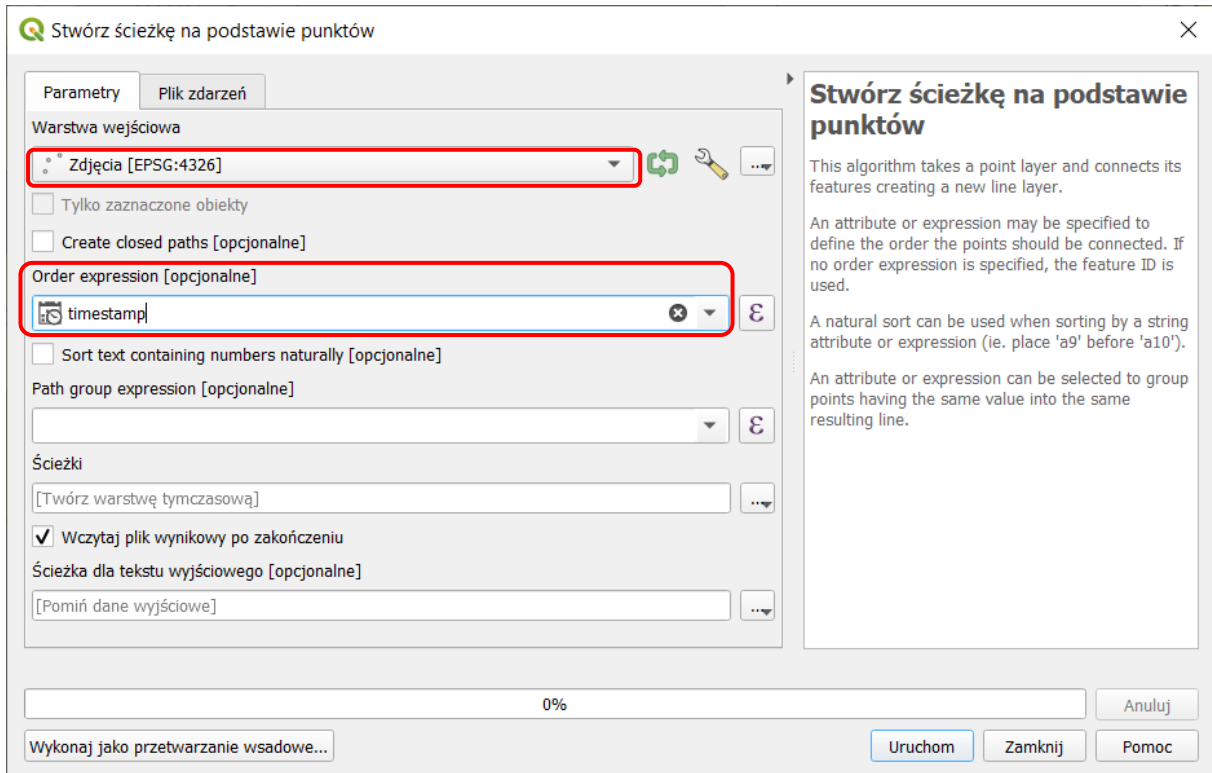 Stwórz ścieżkę na podstawie punktów
Parametry
Plik zdarzeń
Warstwa wejściowa
Zdjęcia [EPSG:4326]
...
Tylko zaznaczone obiekty
Create closed paths [opcjonalne]
Order expression [opcjonalne]
timestamp
ε
Sort text containing numbers naturally [opcjonalne]
Path group expression [opcjonalne]
ε
Ścieżki
[Twórz warstwę tymczasową]
...
Wczytaj plik wynikowy po zakończeniu
Ścieżka dla tekstu wyjściowego [opcjonalne]
[Pomiń dane wyjściowe]
...
Stwórz ścieżkę na podstawie
punktów
This algorithm takes a point layer and connects its
features creating a new line layer.
An attribute or expression may be specified to
define the order the points should be connected. If
no order expression is specified, the feature ID is
used.
A natural sort can be used when sorting by a string
attribute or expression (ie. place 'a9' before 'a10').
An attribute or expression can be selected to group
points having the same value into the same
resulting line.
0%
Anuluj
Wykonaj jako przetwarzanie wsadowe...
Uruchom
Zamknij
Pomoc